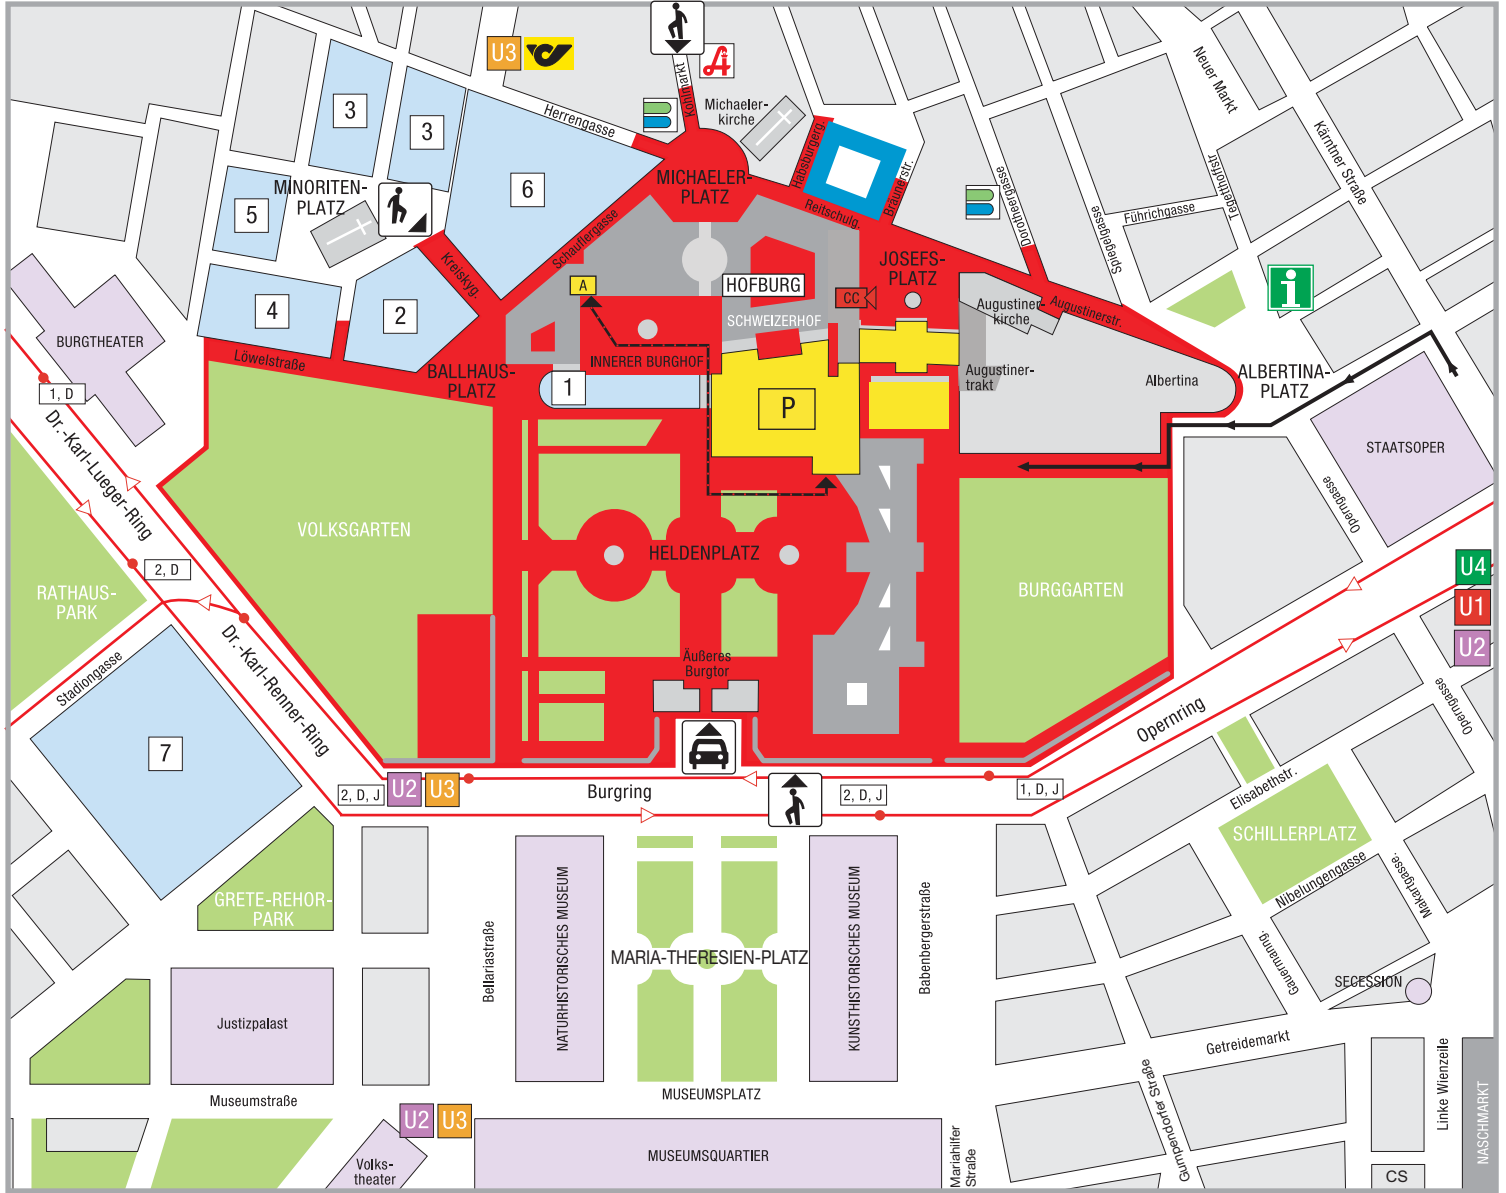 U3
Kohlmarkt
Herrengasse
Michaeler-
kirche
Neuer Markt
Kärntner Straße
3
3
MINORITEN-
PLATZ
5
6
4
2
MICHAELER-
PLATZ
Habsburgerg.
Bräunerstr.
Reitschulg.
Dorotheergasse
Spiegelgasse
Führichgasse
Tegetthoffstr
Schauflergasse
Kreiskyg.
A
HOFBURG
SCHWEIZERHOF
CC
JOSEFS-
PLATZ
Augustiner-
kirche
Augustinerstr.
i
BURGTHEATER
Löwelstraße
BALLHAUS-
PLATZ
INNERER BURGHOF
1
P
Augustiner-
trakt
Albertina
ALBERTINA-
PLATZ
STAATSOPER
1, D
Dr.-Karl-Lueger-Ring
2, D
VOLKSGARTEN
HELDENPLATZ
BURGGARTEN
Operngasse
U4
U1
U2
RATHAUS-
PARK
Stadiongasse
Dr.-Karl-Renner-Ring
7
Äußeres
Burgtor
Opernring
Operngasse
2, D, J
U2
U3
Burgring
2, D, J
1, D, J
Elisabethstr.
SCHILLERPLATZ
Nibelungengasse
Makartgasse.
GRETE-REHOR-
PARK
Bellariastraße
NATURHISTORISCHES MUSEUM
MARIA-THERESIEN-PLATZ
KUNSTHISTORISCHES MUSEUM
Babenbergerstraße
Gauermanng.
SECESSION
Justizpalast
Getreidemarkt
Museumstraße
MUSEUMSPLATZ
Gumpendorfer Straße
Linke Wienzeile
NASCHMARKT
U2
U3
Volks-
theater
MUSEUMSQUARTIER
Mariahilfer
Straße
CS